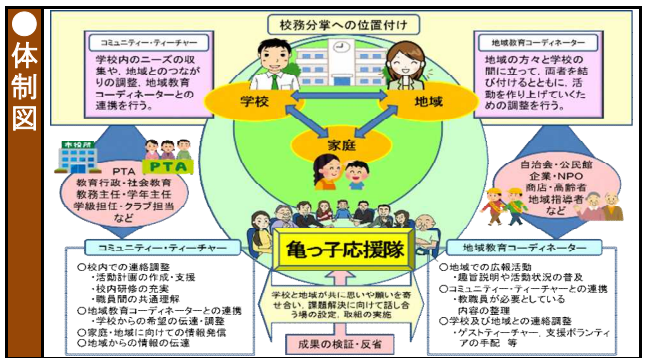 ●体制図
校務分掌への位置付け
コミュニティー・ティーチャー
学校内のニーズの収
集や、地域とのつなが
りの調整、地域教育
コーディネーターとの
連携を行う。
地域教育コーディネーター
地域の方々と学校の
間に立って，両者を結
び付けるとともに，活
動を作り上げていくた
めの調整を行う。
学校
地域
家庭
市役所
PTA
PTA
教育行政・社会教育
教務主任・学年主任
学級担任・クラブ担当
など
自治会・公民館
企業・NPO
商店・高齢者
地域指導者
など
亀っ子応援隊
コミュニティー・ティーチャー
○校内での連絡調整
・活動計画の作成・支援
・校内研修の充実
・職員間の共通理解
○地域教育コーディネーターとの連携
・学校からの希望の伝達・調整
○家庭・地域に向けての情報発信
○地域からの情報の伝達
学校と地域が共に思いや願いを寄
せ合い，課題解決に向けて話し合
う場の設定，取組の実施
成果の検証・反省
地域教育コーディネーター
○地域での広報活動
・趣旨説明や活動状況の普及
○コミュニティー・ティーチャーとの連携
・教職員が必要としている
内容の整理
○学校及び地域との連絡調整
・ゲストティーチャー，支援ボランティ
アの手配　等